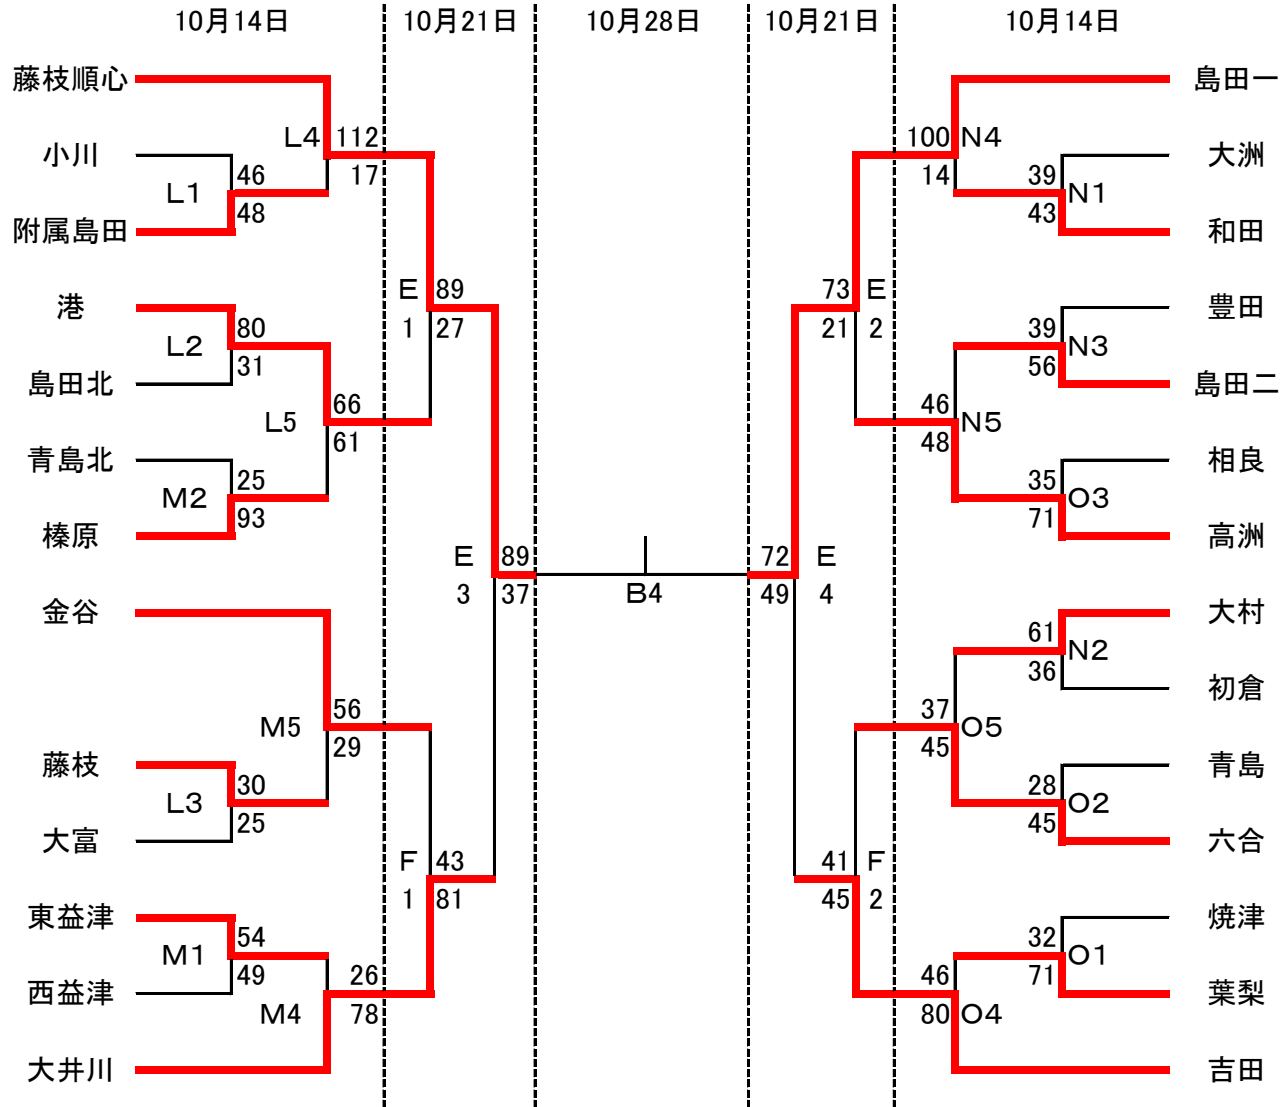 10月14日 10月21日 10月28日 10月21日 10月14日
藤枝順心 島田一
L4 112 100 N4
小川 大洲
17 14
46 39
L1 N1
48 43
附属島田 和田
E 89 73 E
港 豊田
1 27 21 2
80 39
L2 N3
31 56
島田北 島田二
66 46
L5 N5
61 48
青島北 相良
25 35
M2 O3
93 71
榛原 高洲
E 89 72 E
3 37 B4 49 4
金谷 大村
61
N2
36
初倉
56 37
M5 O5
29 45
藤枝 青島
30 28
L3 O2
25 45
大富 六合
F 43 41 F
1 81 45 2
東益津 焼津
54 32
M1 O1
49 71
26 46
西益津 葉梨
M4 78 80 O4
大井川 吉田